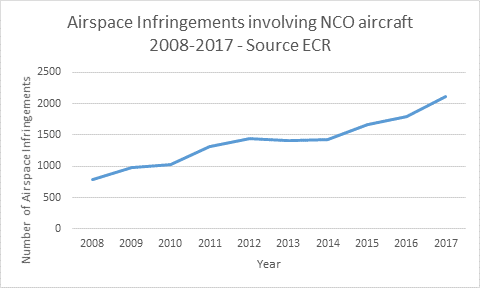 Airspace Infringements involving NCO aircraft
2008-2017 - Source ECR
2500
2000
1500
1000
500
0
Number of Airspace Infringements
2008 2009 2010 2011 2012 2013 2014 2015 2016 2017
Year